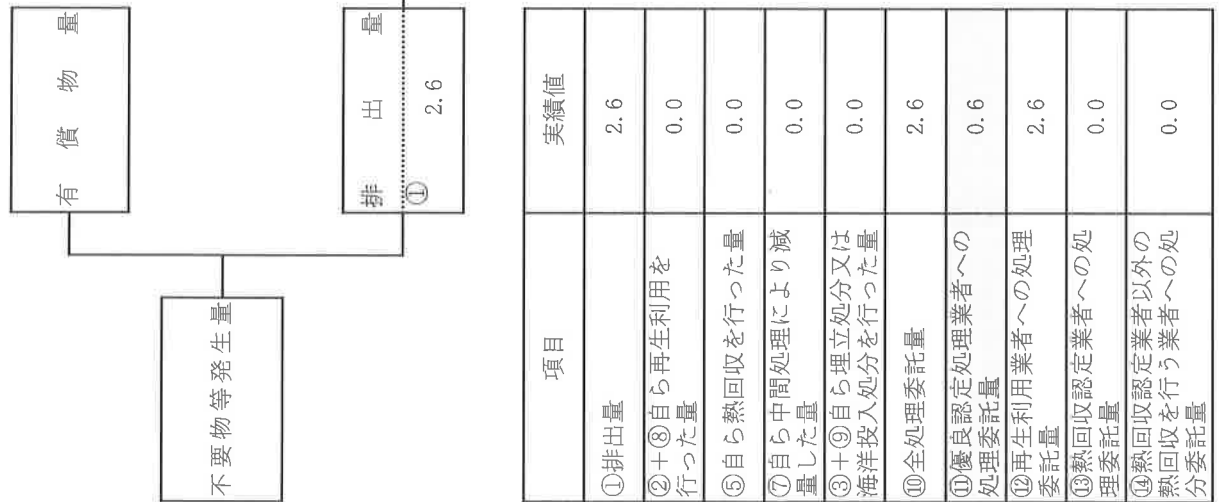 不要物等発生量
有償物量
排出量
①
2.6
項目
実績値
①排出量
2.6
②+⑧自ら再生利用を
行った量
0.0
⑤自ら熱回収を行った量
0.0
⑦自ら中間処理により減
量した量
0.0
③+⑨自ら埋立処分又は
海洋投入処分を行った量
0.0
⑩全処理委託量
2.6
⑪優良認定処理業者への
処理委託量
0.6
⑫再生利用業者への処理
委託量
2.6
⑬熱回収認定業者への処
理委託量
0.0
⑭熱回収認定業者以外の
熱回収を行う業者への処
分委託量
0.0